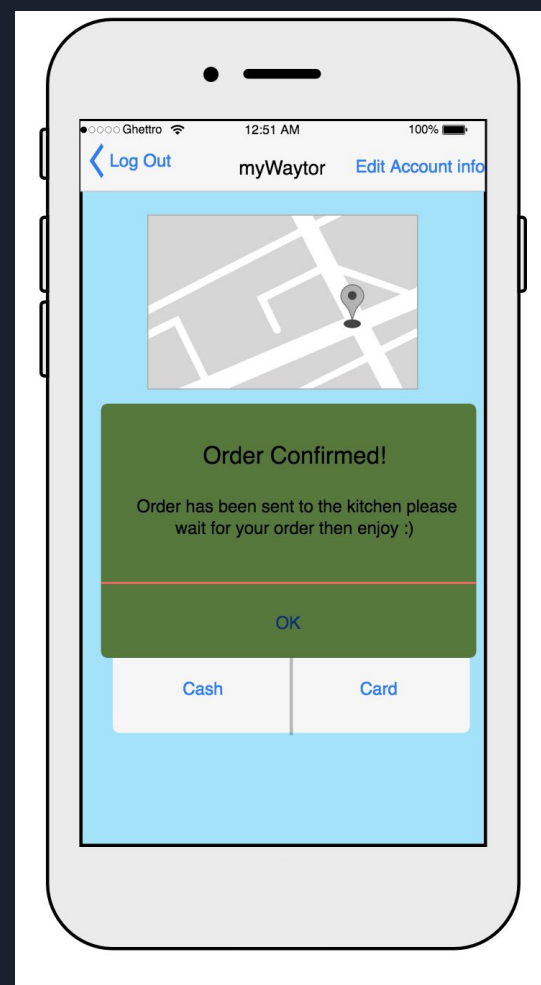 Ghettro 12:51 AM 100%
Log Out myWaytor Edit Account info
Order Confirmed!
Order has been sent to the kitchen please
wait for your order then enjoy :)
OK
Cash Card